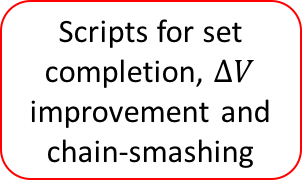 Scripts for set
completion, ΔV
improvement and
chain-smashing